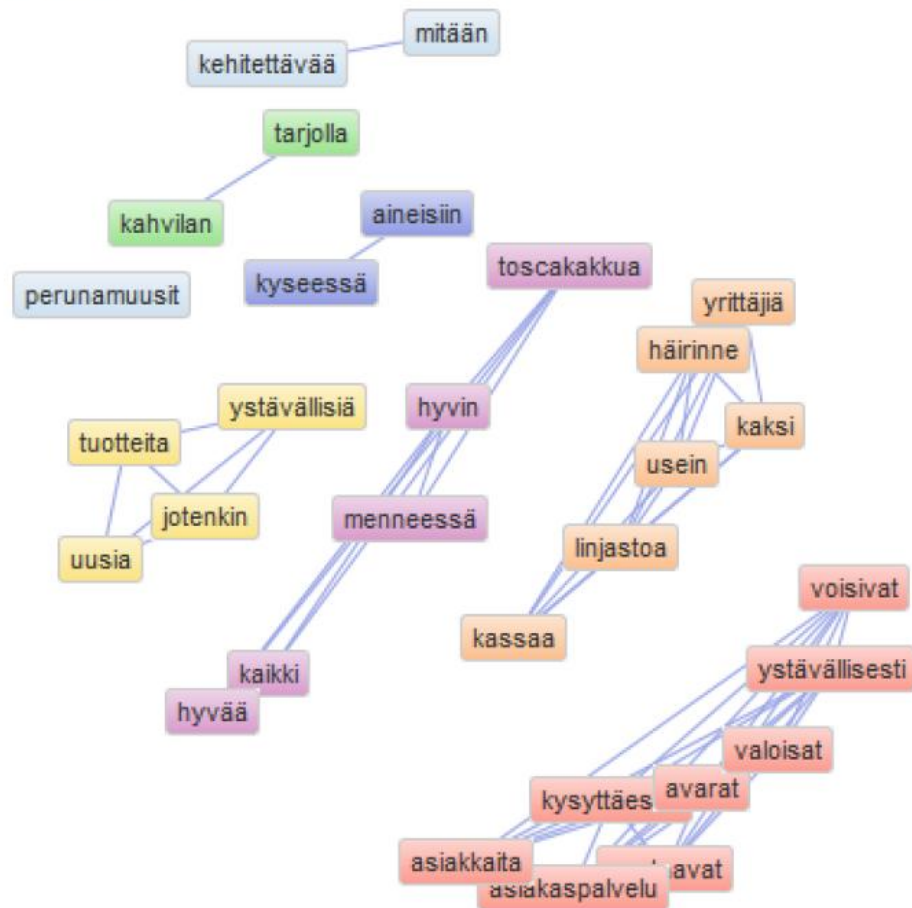 mitään
kehitettävää
tarjolla
kahvilan
aineisiin
kyseessä
perunamuusit
toscakakkua
yrittäjiä
häirinne
ystävällisiä
hyvin
kaksi
tuotteita
usein
jotenkin
menneessä
uusia
linjastoa
voisivat
kassaa
kaikki
ystävällisesti
hyvää
valoisat
avarat
asiakkaita
asiakaspalvelu